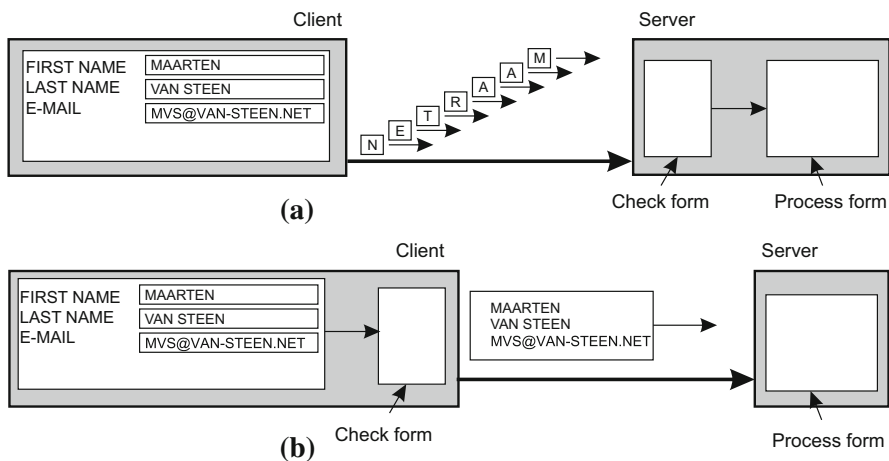 Client
Server
FIRST NAME MAARTEN
LAST NAME VAN STEEN
E-MAIL MVS@VAN-STEEN.NET
N E T R A A M
Check form
Process form
(a)
Client
Server
FIRST NAME MAARTEN
LAST NAME VAN STEEN
E-MAIL MVS@VAN-STEEN.NET
MAARTEN
VAN STEEN
MVS@VAN-STEEN.NET
Check form
Process form
(b)